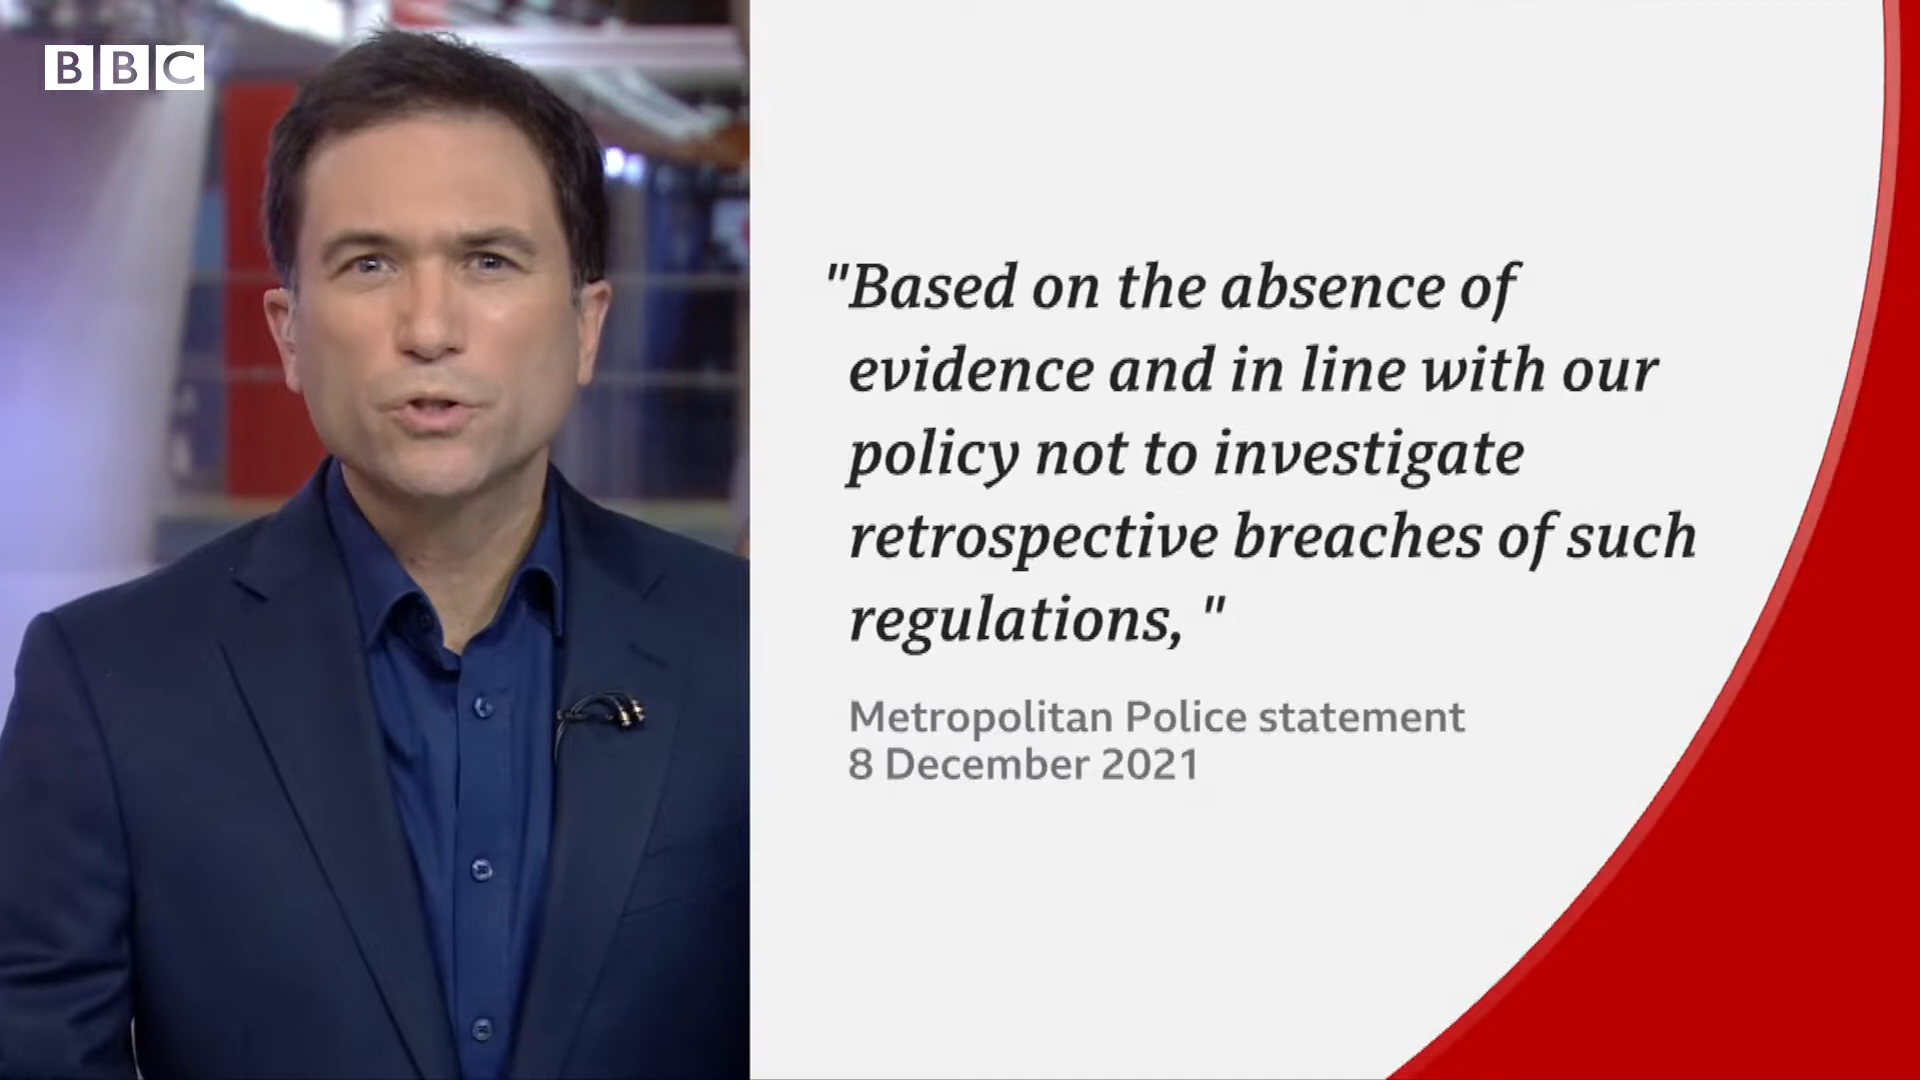 BBC
"Based on the absence of
evidence and in line with our
policy not to investigate
retrospective breaches of such
regulations, "
Metropolitan Police statement
8 December 2021